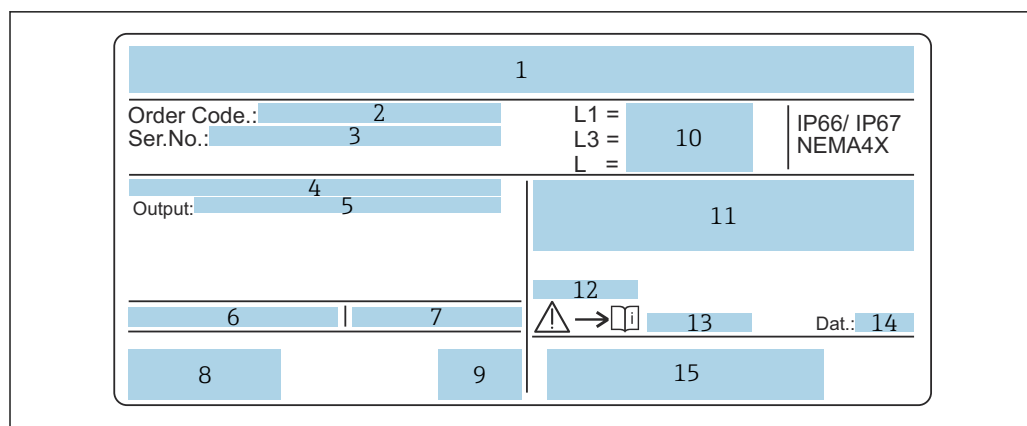 1
Order Code.: 2
Ser.No.: 3
L1 =
L3 =
L =
10
IP66/ IP67
NEMA4X
4
Output: 5
6 | 7
8
9
11
12
i
13
Dat.: 14
15